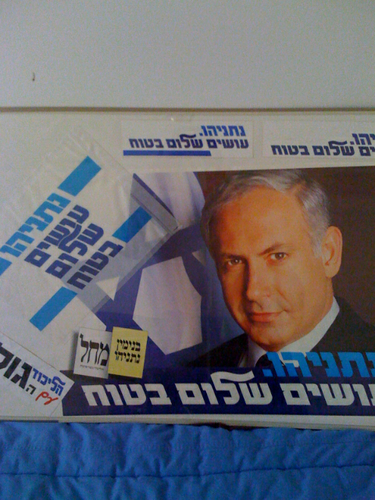 נתניהו.
עושים שלום בטוח
נתניהו.
עושים שלום בטוח
נתניהו
עושים
שלום
בטוח
בנימין
נתניהו
מחל
הליכוד
עם ה
נתניהו.
עושים שלום בטוח